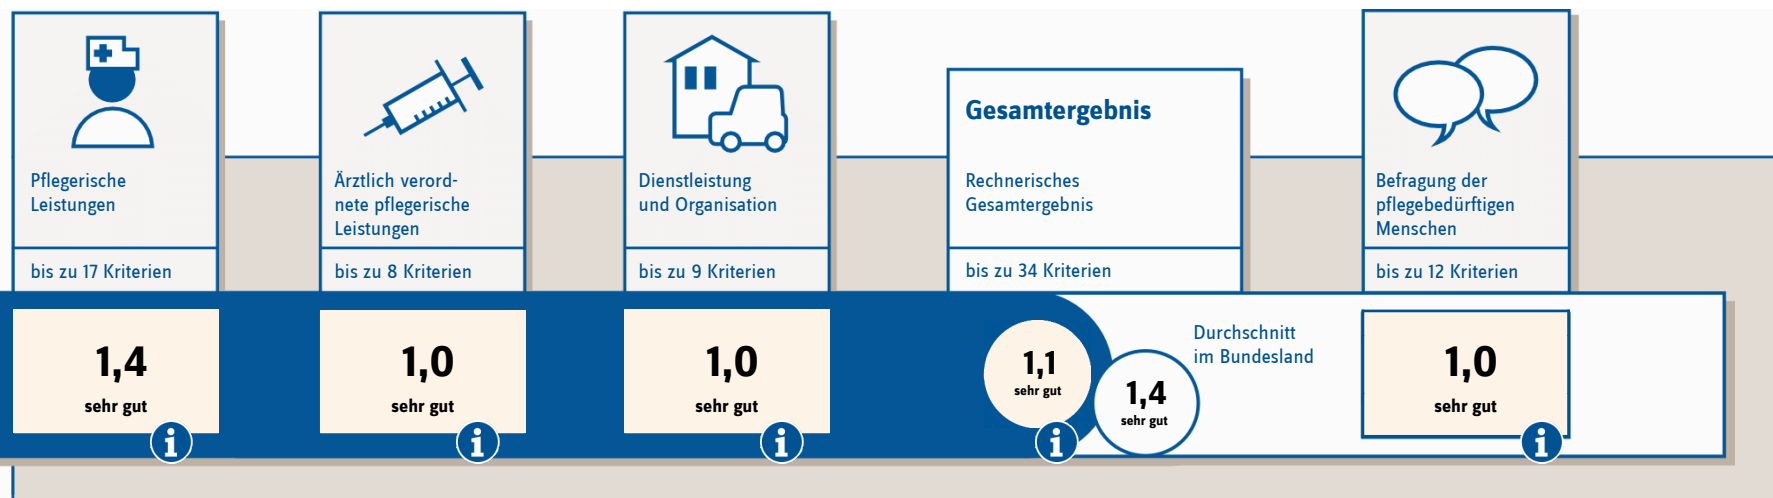 Pflegerische
Leistungen
bis zu 17 Kriterien
1,4
sehr gut
i
Ärztlich verord-
nete pflegerische
Leistungen
bis zu 8 Kriterien
1,0
sehr gut
i
Dienstleistung
und Organisation
bis zu 9 Kriterien
1,0
sehr gut
i
Gesamtergebnis
Rechnerisches
Gesamtergebnis
bis zu 34 Kriterien
1,1
sehr gut
i
Durchschnitt
im Bundesland
1,4
sehr gut
Befragung der
pflegebedürftigen
Menschen
bis zu 12 Kriterien
1,0
sehr gut
i